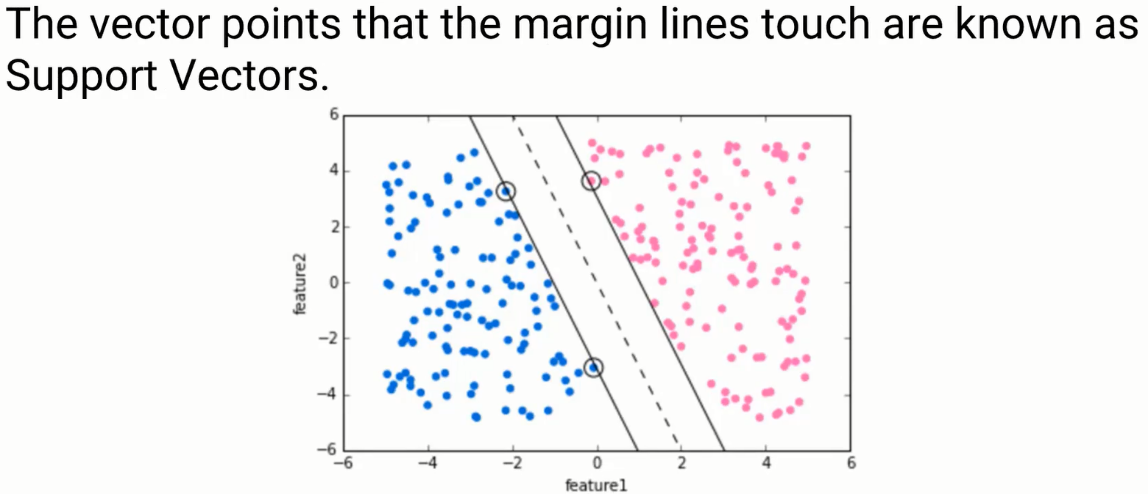 The vector points that the margin lines touch are known as
Support Vectors.
6
4
2
0
−2
−4
−6
feature2
−6 −4 −2 0 2 4 6
feature1